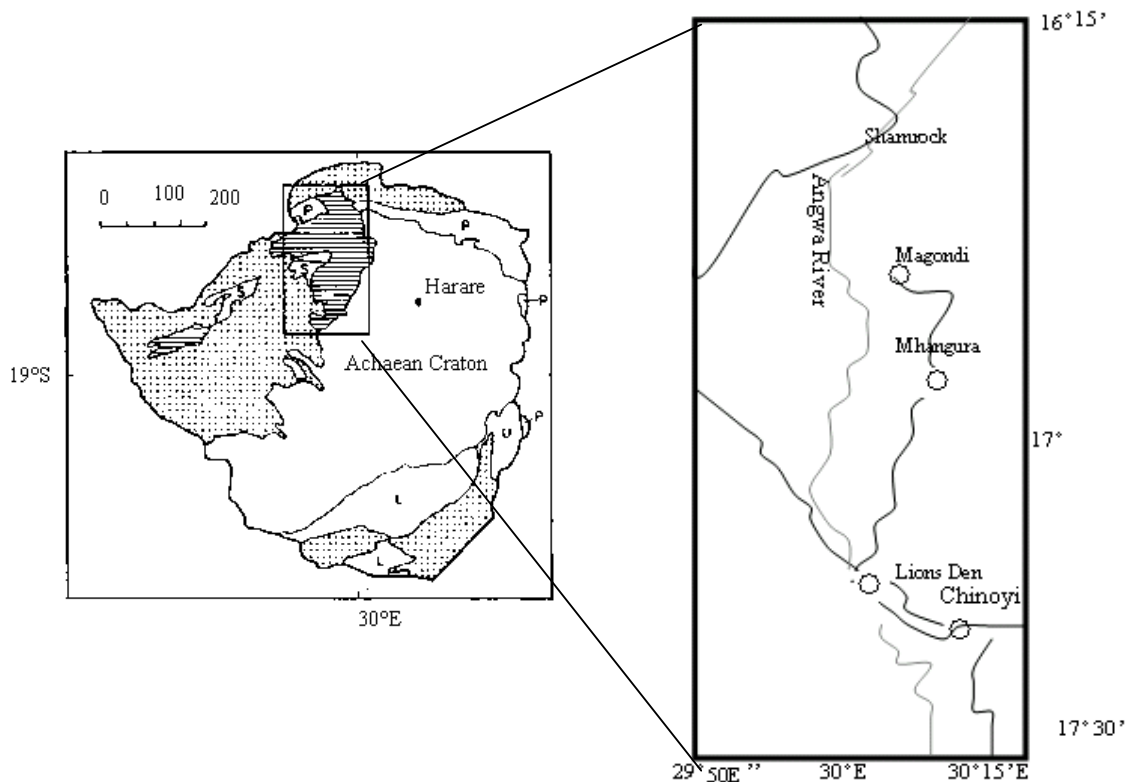 0 100 200
P
P
S
S
Harare
P
19°S
Achaean Craton
P
U
L
L
30°E
16°15’
Shamrock
Angwa River
Magondi
Mhangura
17°
Lions Den
Chinoyi
17°30’
29°50E”
30°E
30°15’E